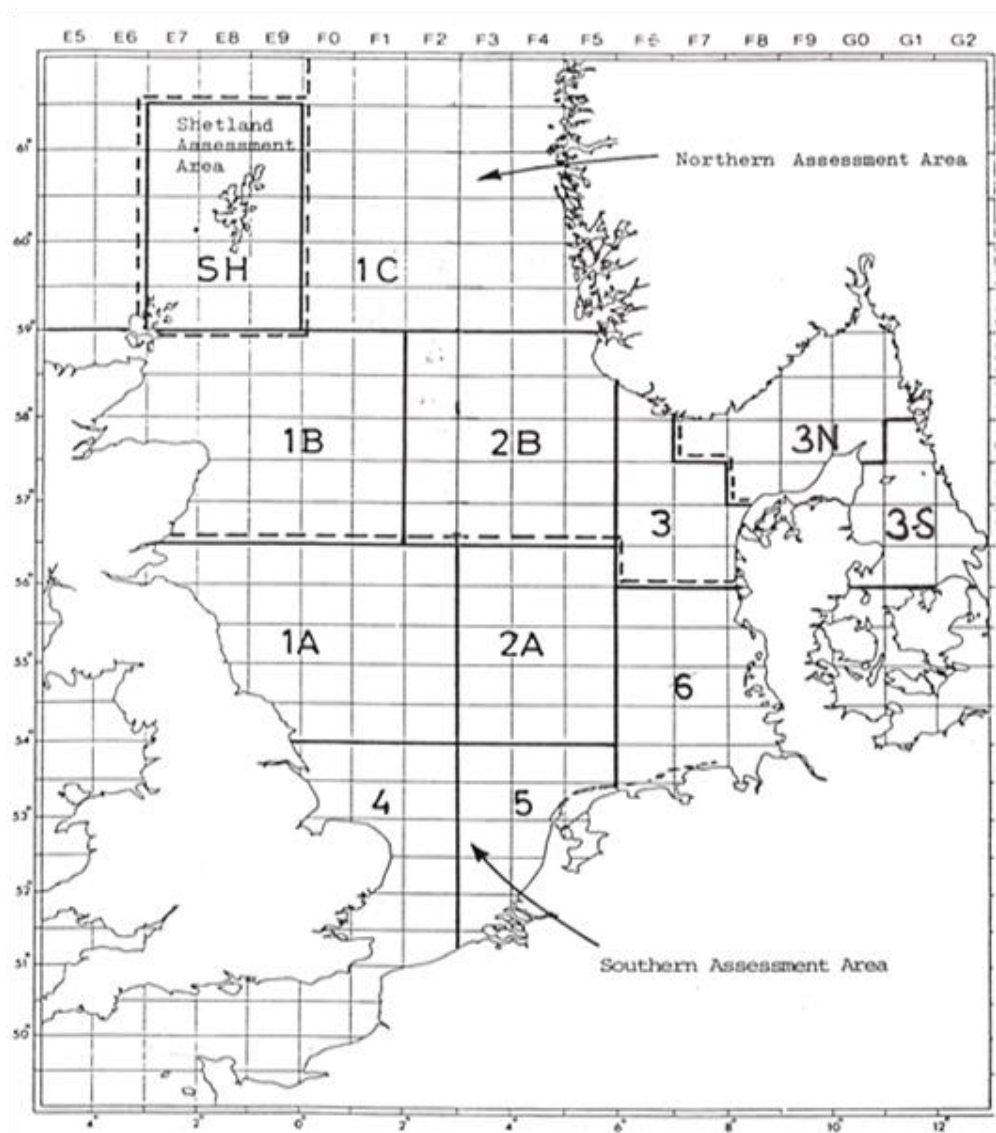 E5 E6 E7 E8 E9 F0 F1 F2 F3 F4 F5 F6 F7 F8 F9 G0 G1 G2
Shetland
Assessment
Area
Northern Assessment Area
61°
60°
SH
1C
59°
58°
1B
2B
3N
57°
3
3-S
56°
1A
2A
55°
6
54°
4
5
53°
52°
Southern Assessment Area
51°
50°
4° 2° 0° 2° 4° 6° 8° 10° 12°